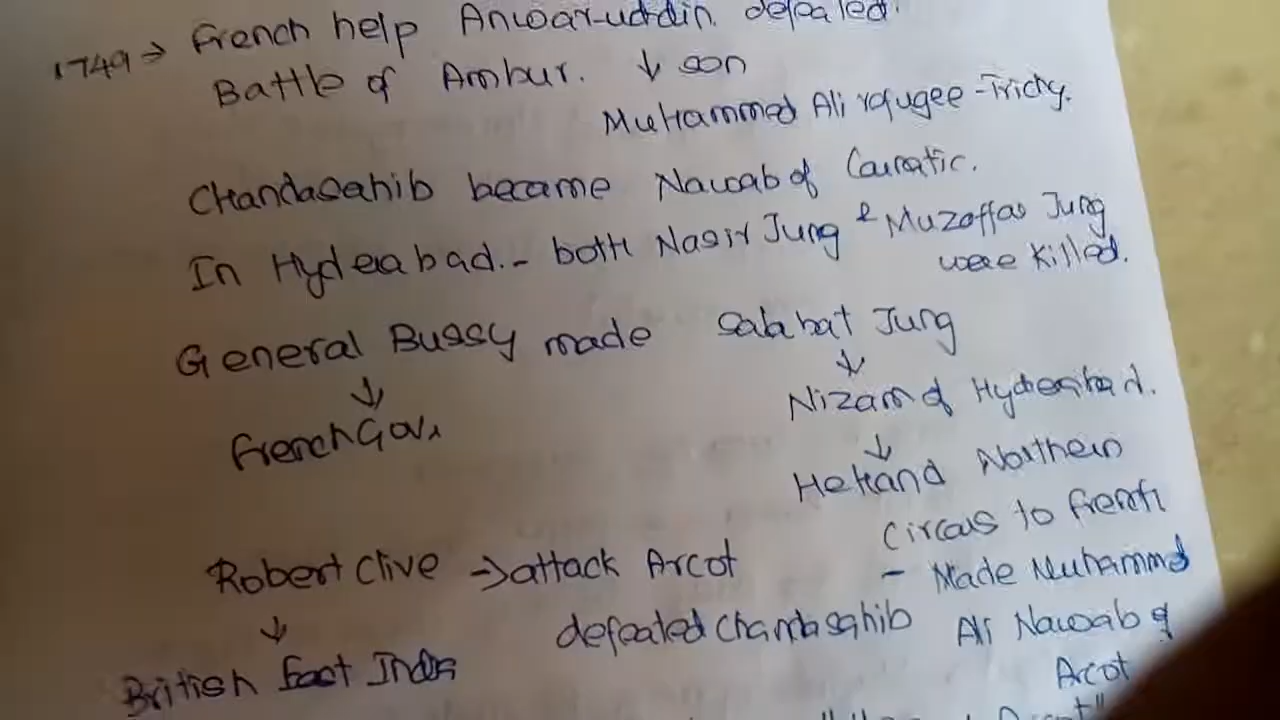 1749 → French help Anwar-uddin defeated.
Battle of Ambur. ↓ son
Muhammed Ali refugee - Trichy.
Chandasahib became Nawab of Carnatic.
In Hyderabad. - both Nasir Jung & Muzaffar Jung
were killed.
General Bussy made Salabat Jung
↓ ↓
French Gov. Nizam of Hyderabad.
↓
He hand Northern
Circars to French
Robert Clive → attack Arcot - Made Muhammd
↓ defeated Chandasahib Ali Nawab of
British East India Arcot